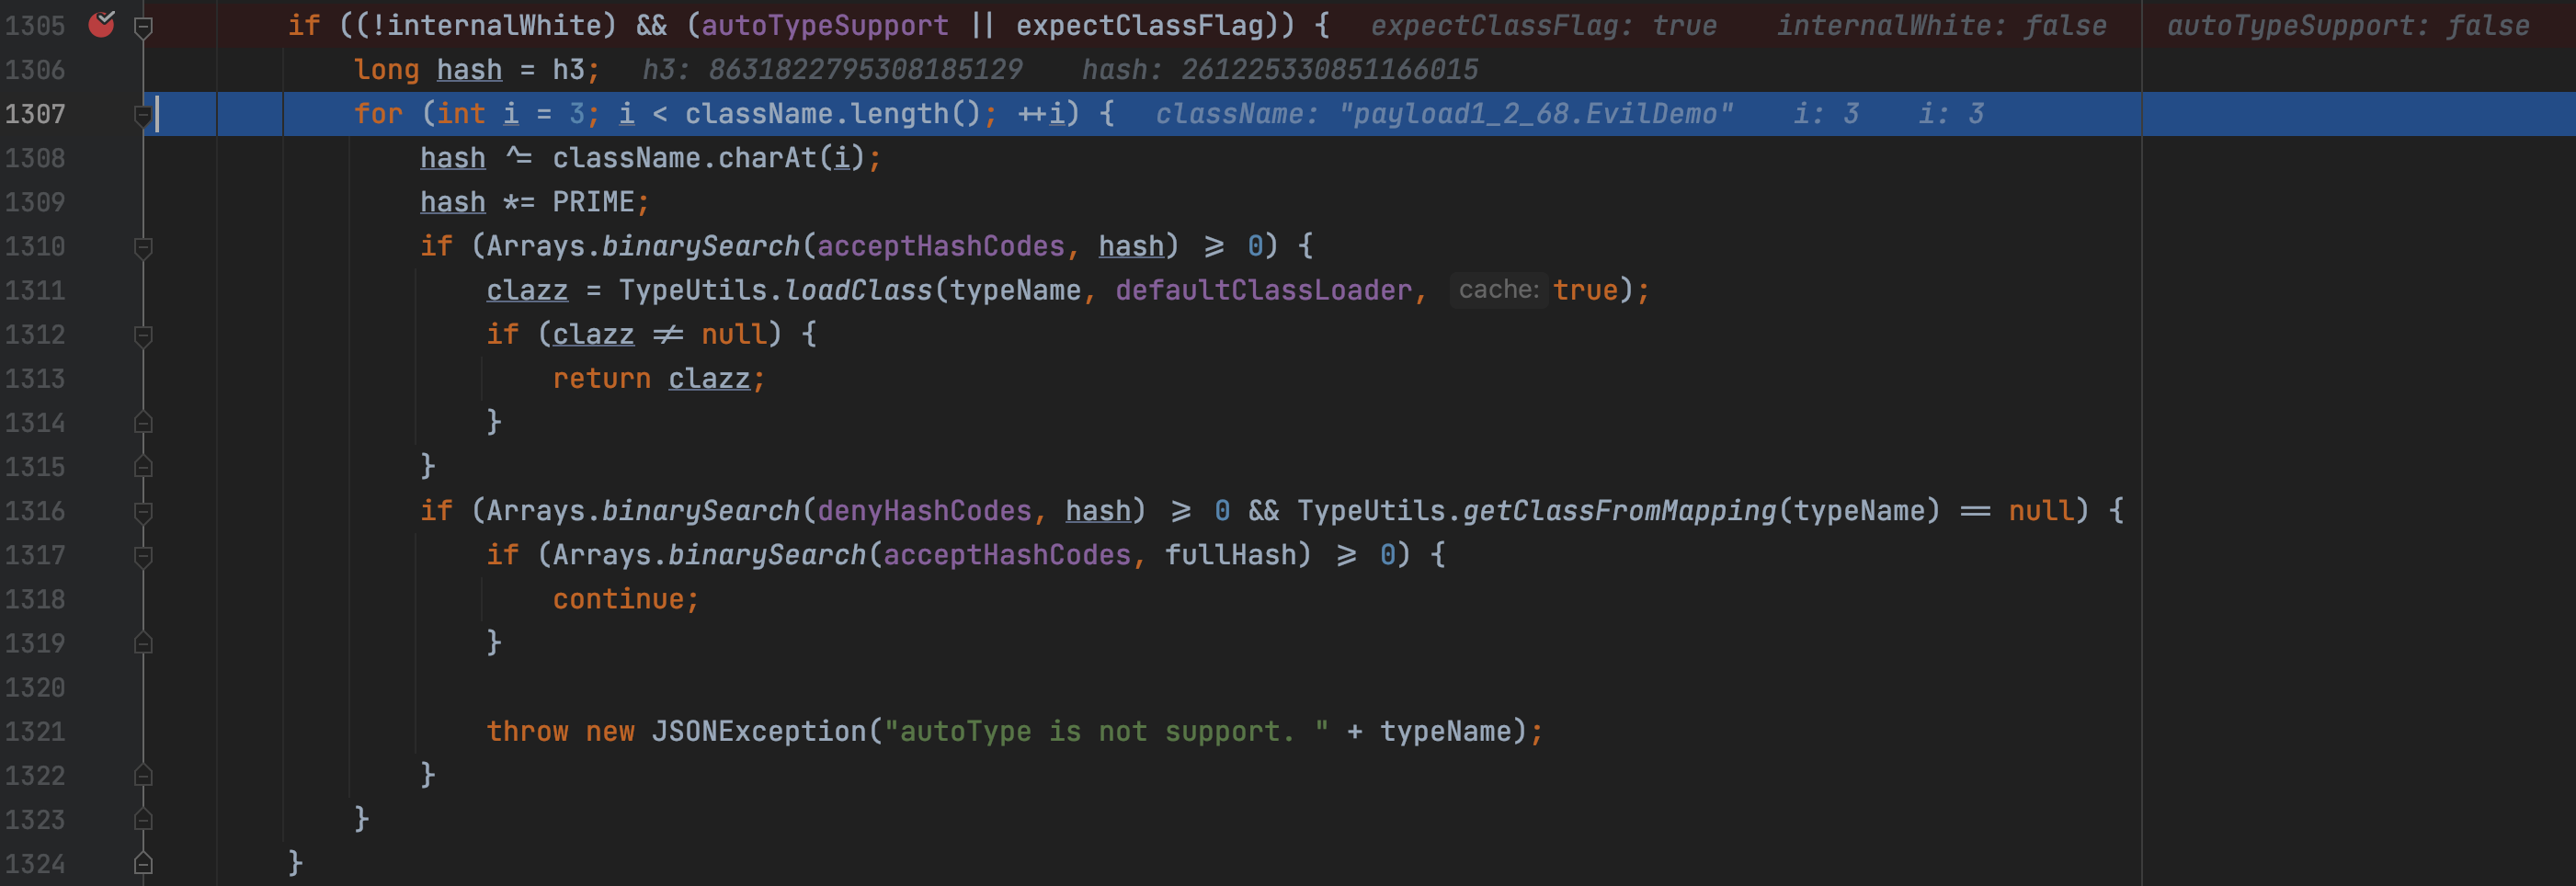 1305 if ((!internalWhite) && (autoTypeSupport || expectClassFlag)) { expectClassFlag: true internalWhite: false autoTypeSupport: false
1306 long hash = h3; h3: 8631822795308185129 hash: 261225330851166015
1307 for (int i = 3; i < className.length(); ++i) { className: "payload1_2_68.EvilDemo" i: 3 i: 3
1308 hash ^= className.charAt(i);
1309 hash *= PRIME;
1310 if (Arrays.binarySearch(acceptHashCodes, hash) >= 0) {
1311 clazz = TypeUtils.loadClass(typeName, defaultClassLoader, cache: true);
1312 if (clazz != null) {
1313 return clazz;
1314 }
1315 }
1316 if (Arrays.binarySearch(denyHashCodes, hash) >= 0 && TypeUtils.getClassFromMapping(typeName) == null) {
1317 if (Arrays.binarySearch(acceptHashCodes, fullHash) >= 0) {
1318 continue;
1319 }
1320
1321 throw new JSONException("autoType is not support. " + typeName);
1322 }
1323 }
1324 }